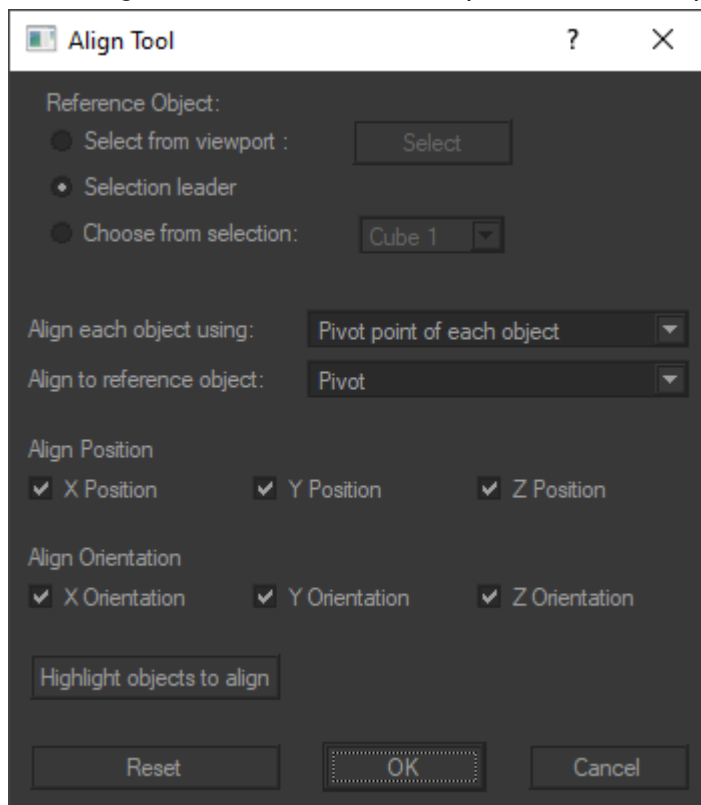 Align Tool ? ×
Reference Object:
Select from viewport : Select
Selection leader
Choose from selection: Cube 1
Align each object using: Pivot point of each object
Align to reference object: Pivot
Align Position
X Position Y Position Z Position
Align Orientation
X Orientation Y Orientation Z Orientation
Highlight objects to align
Reset OK Cancel